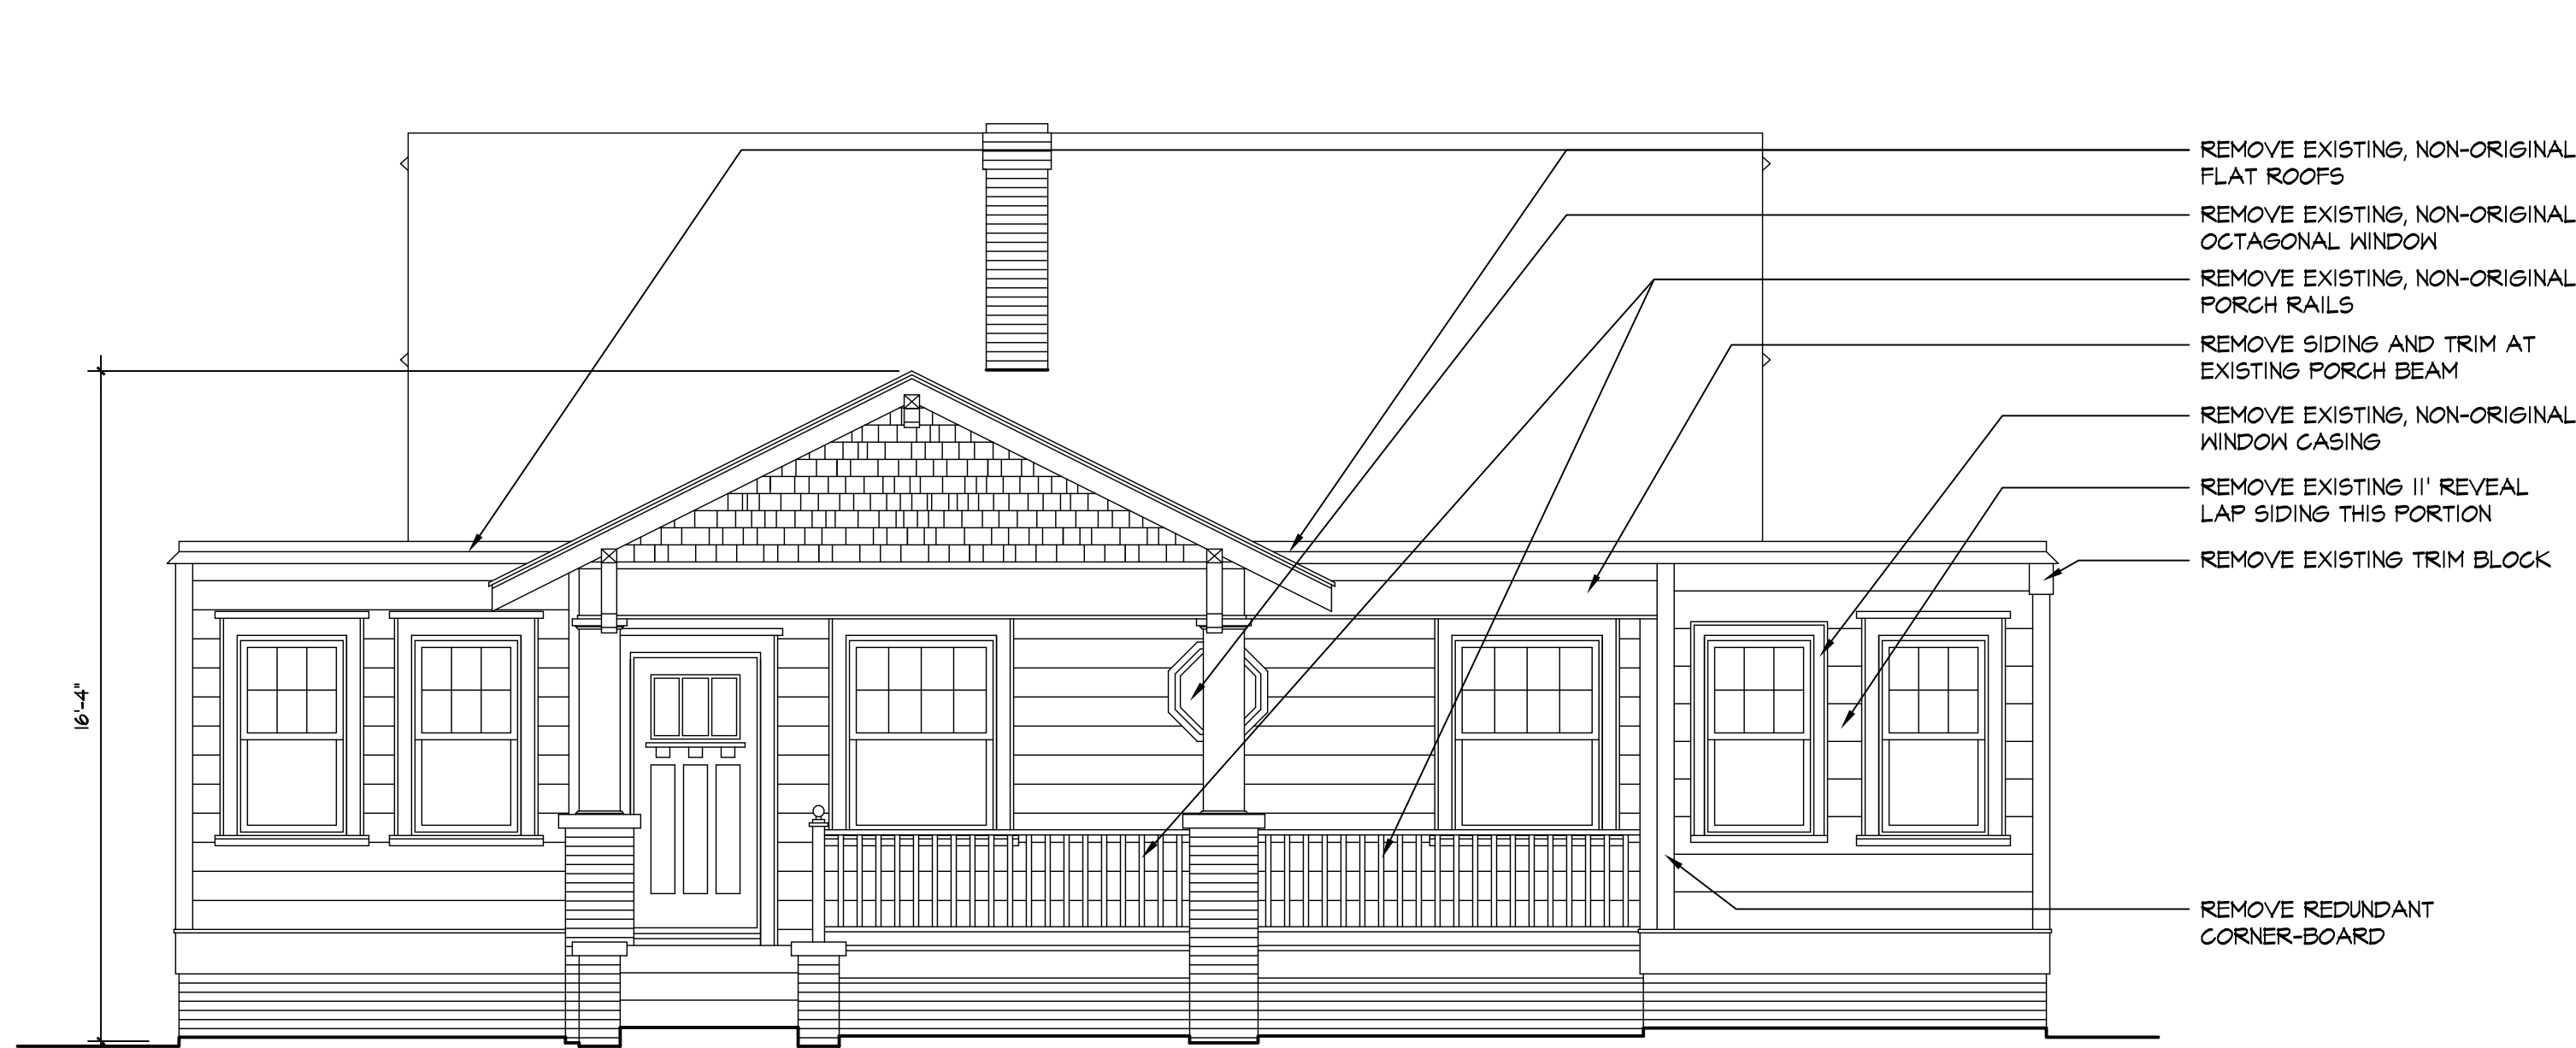 REMOVE EXISTING, NON-ORIGINAL
FLAT ROOFS
REMOVE EXISTING, NON-ORIGINAL
OCTAGONAL WINDOW
REMOVE EXISTING, NON-ORIGINAL
PORCH RAILS
REMOVE SIDING AND TRIM AT
EXISTING PORCH BEAM
REMOVE EXISTING, NON-ORIGINAL
WINDOW CASING
REMOVE EXISTING 11' REVEAL
LAP SIDING THIS PORTION
REMOVE EXISTING TRIM BLOCK
16'-4"
REMOVE REDUNDANT
CORNER-BOARD